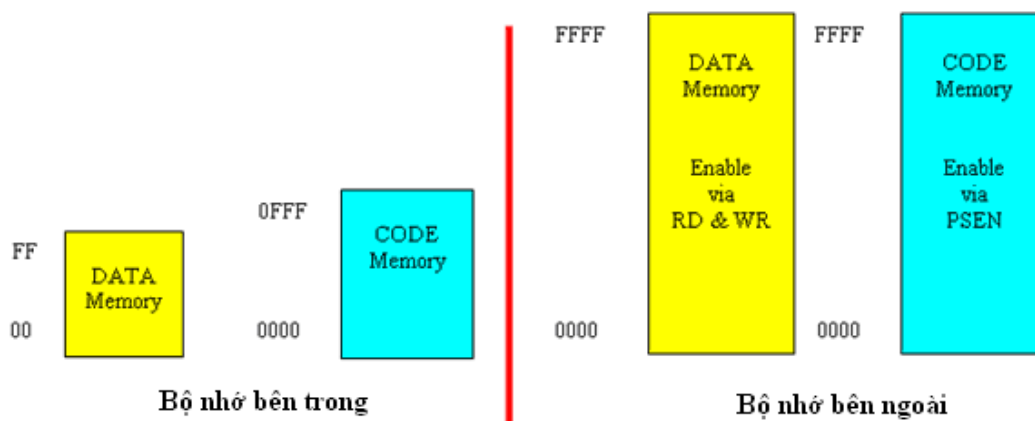 FF
00
DATA
Memory
0FFF
0000
CODE
Memory
Bộ nhớ bên trong
FFFF
0000
DATA
Memory
Enable
via
RD & WR
FFFF
0000
CODE
Memory
Enable
via
PSEN
Bộ nhớ bên ngoài